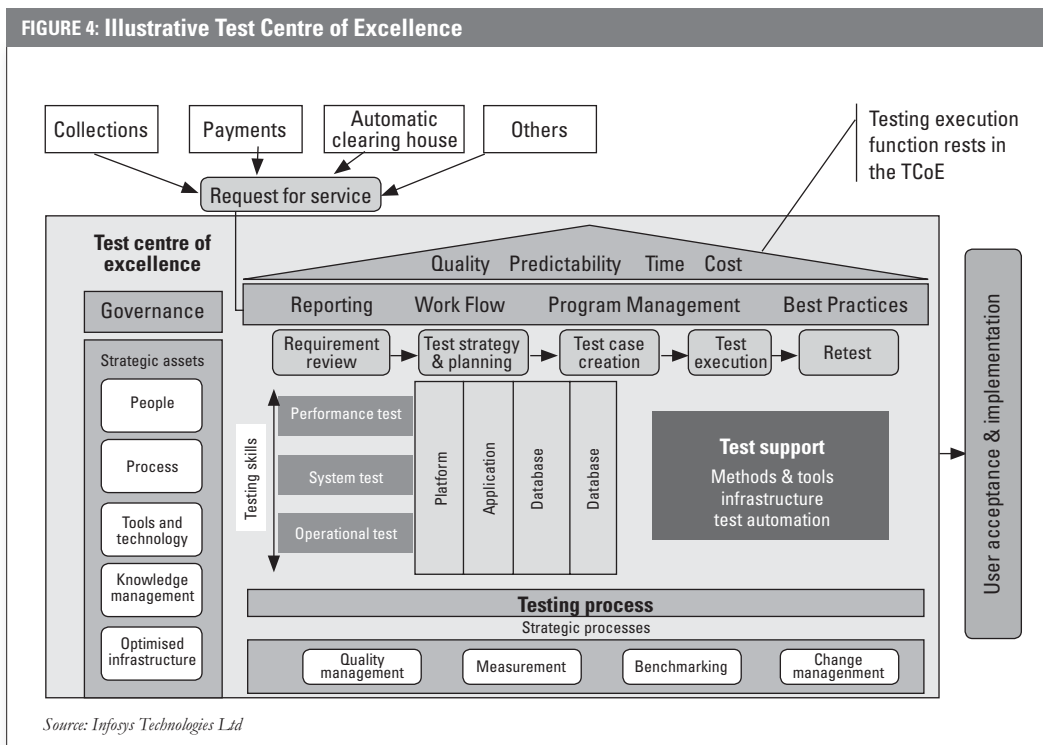 FIGURE 4: Illustrative Test Centre of Excellence
Collections
Payments
Automatic
clearing house
Others
Testing execution
function rests in
the TCoE
Request for service
Test centre of
excellence
Quality Predictability Time Cost
Governance
Reporting Work Flow Program Management Best Practices
Requirement
review
Test strategy
& planning
Test case
creation
Test
execution
Retest
Strategic assets
People
Process
Tools and
technology
Knowledge
management
Optimised
infrastructure
Testing skills
Performance test
System test
Operational test
Platform
Application
Database
Database
Test support
Methods & tools
infrastructure
test automation
User acceptance & implementation
Testing process
Strategic processes
Quality
management
Measurement
Benchmarking
Change
managenment
Source: Infosys Technologies Ltd